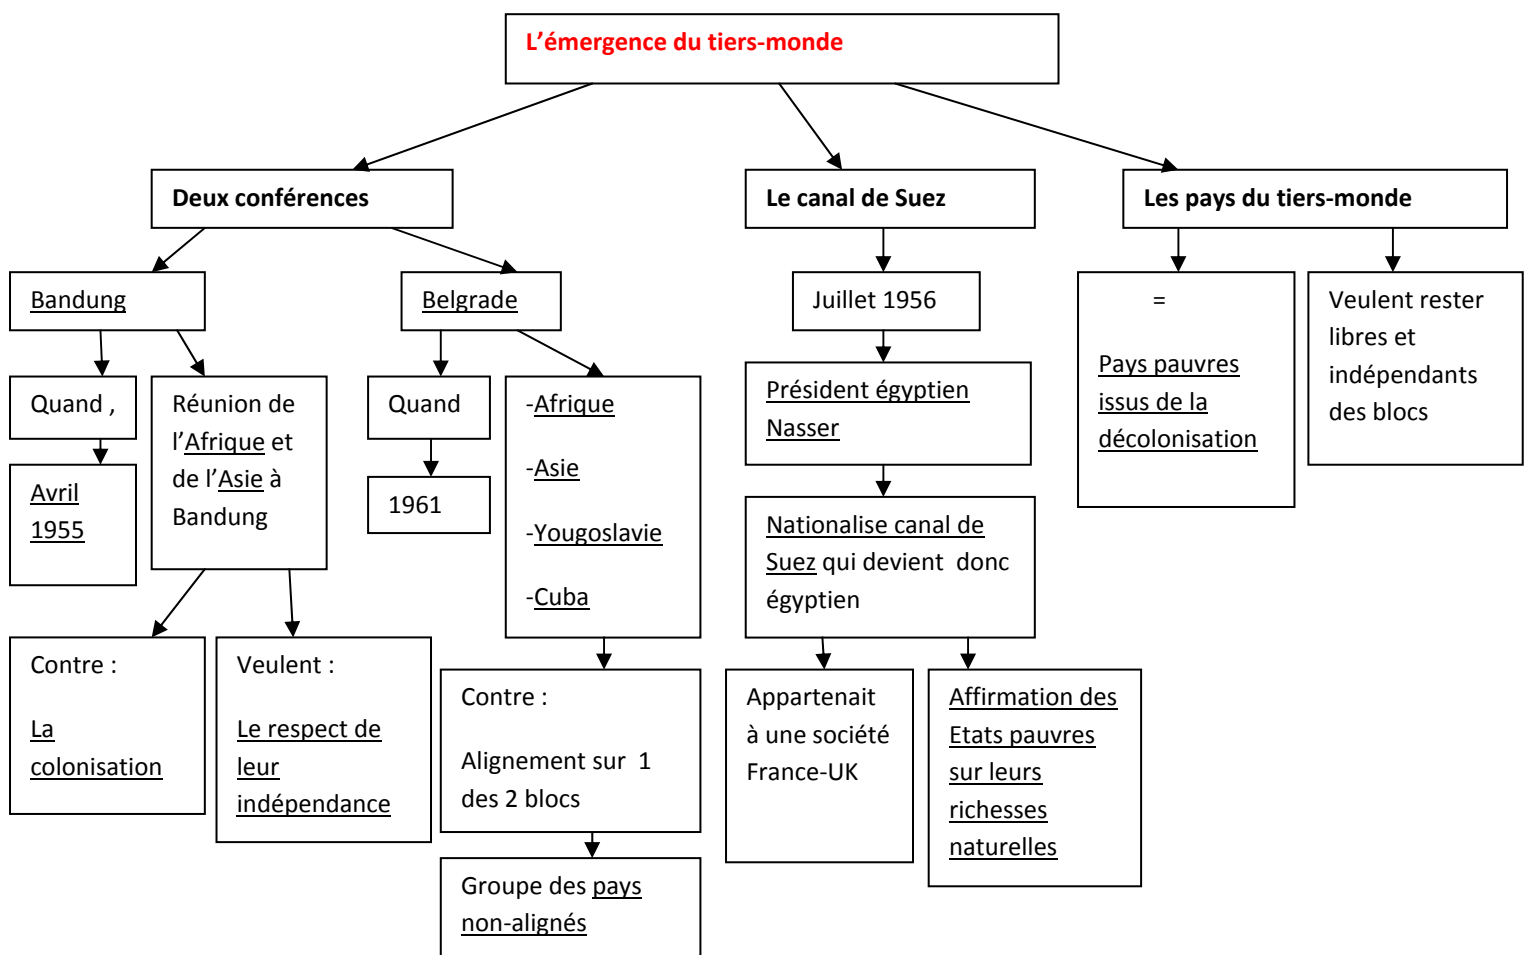 L'émergence du tiers-monde
Deux conférences
Le canal de Suez
Les pays du tiers-monde
Bandung
Belgrade
Juillet 1956
=
Pays pauvres
issus de la
décolonisation
Veulent rester
libres et
indépendants
des blocs
Quand ,
Avril
1955
Réunion de
l'Afrique et
de l'Asie à
Bandung
Quand
1961
-Afrique
-Asie
-Yougoslavie
-Cuba
Président égyptien
Nasser
Nationalise canal de
Suez qui devient donc
égyptien
Contre :
La
colonisation
Veulent :
Le respect de
leur
indépendance
Contre :
Alignement sur 1
des 2 blocs
Groupe des pays
non-alignés
Appartenait
à une société
France-UK
Affirmation des
Etats pauvres
sur leurs
richesses
naturelles